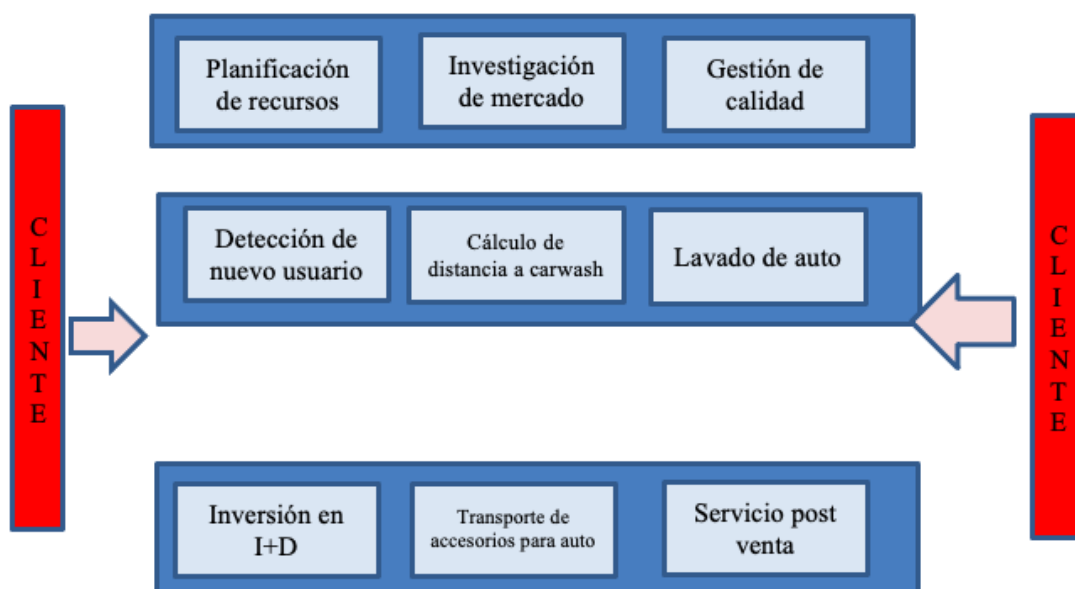 Planificación
de recursos
Investigación
de mercado
Gestión de
calidad
C
L
I
E
N
T
E
Detección de
nuevo usuario
Cálculo de
distancia a carwash
Lavado de auto
C
L
I
E
N
T
E
Inversión en
I+D
Transporte de
accesorios para auto
Servicio post
venta